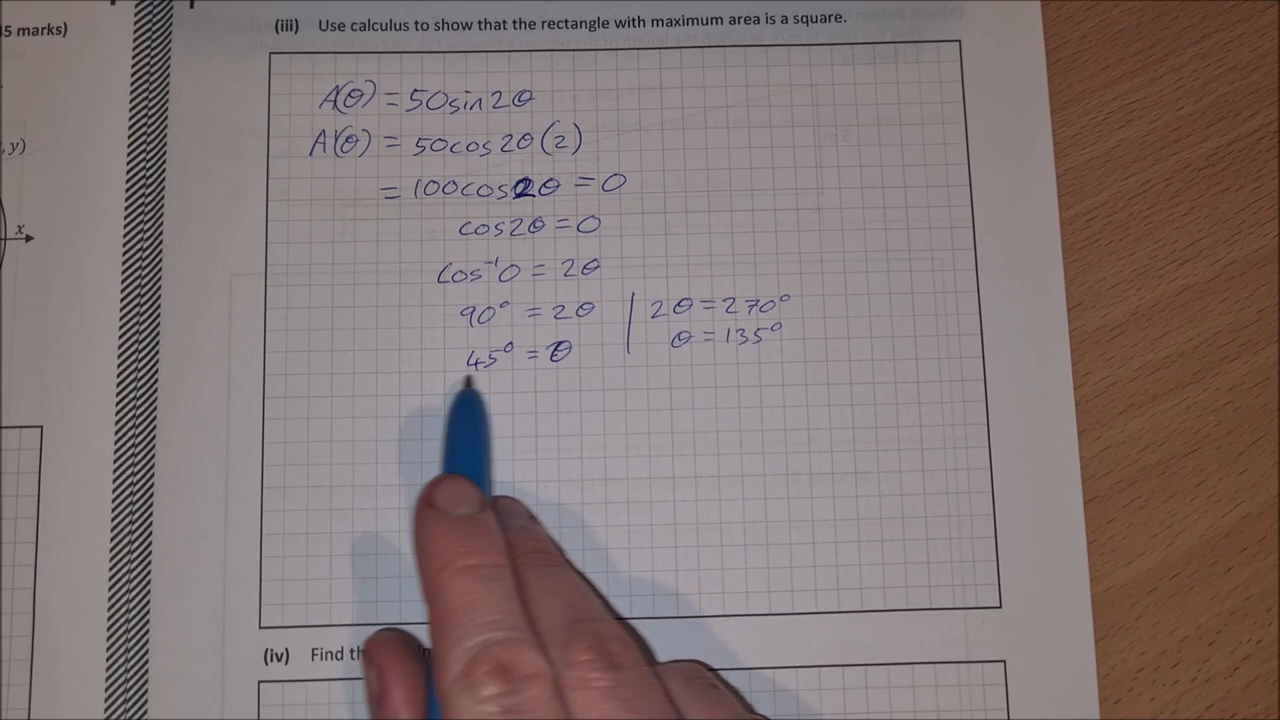 5 marks)
, y)
x
(iii) Use calculus to show that the rectangle with maximum area is a square.
A(θ) = 50sin2θ
A'(θ) = 50cos2θ(2)
= 100cos2θ = 0
cos2θ = 0
cos⁻¹0 = 2θ
90° = 2θ
45° = θ
2θ = 270°
θ = 135°
(iv) Find